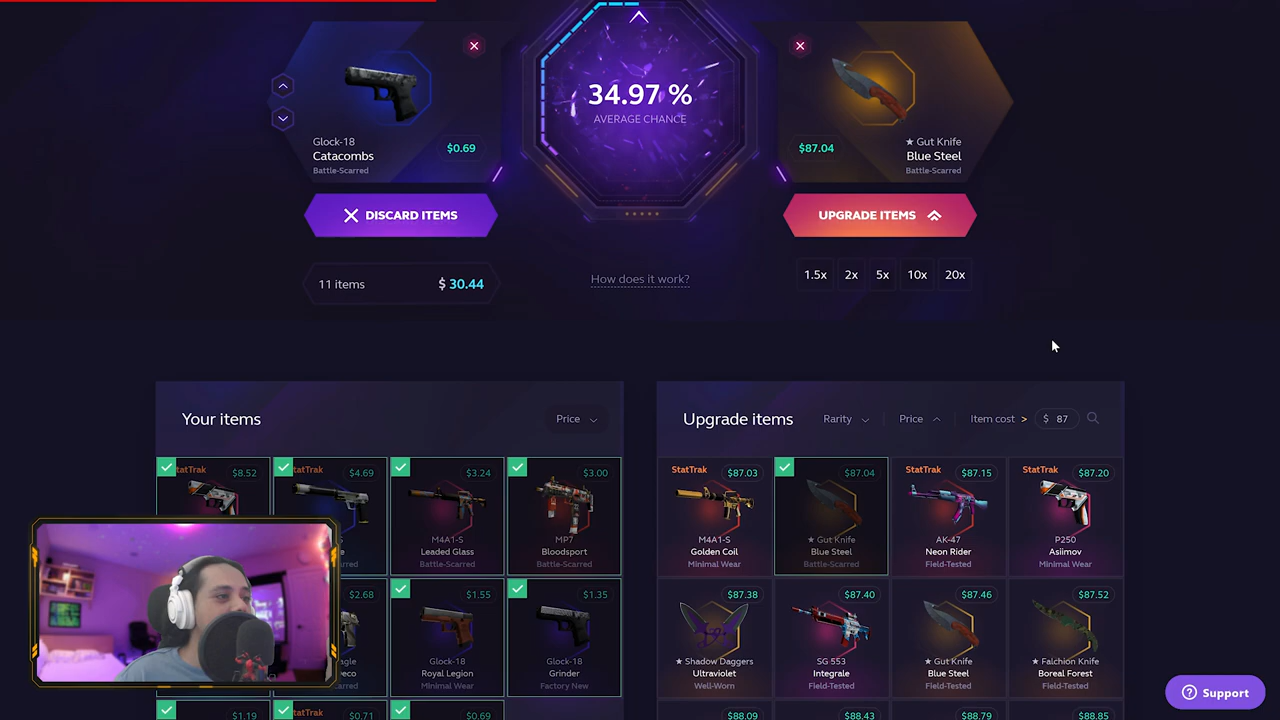 Glock-18
Catacombs
Battle-Scarred
$0.69
34.97 %
AVERAGE CHANCE
$87.04
★ Gut Knife
Blue Steel
Battle-Scarred
DISCARD ITEMS
UPGRADE ITEMS
11 items
$ 30.44
How does it work?
1.5x 2x 5x 10x 20x
Your items
Price
Upgrade items
Rarity
Price
Item cost >
$ 87
$8.52
StatTrak $4.69
$3.24
M4A1-S
Leaded Glass
Battle-Scarred
$3.00
MP7
Bloodsport
Battle-Scarred
$2.68
$1.55
Glock-18
Royal Legion
Minimal Wear
$1.35
Glock-18
Grinder
Factory New
$1.19
StatTrak $0.71
$0.69
StatTrak $87.03
M4A1-S
Golden Coil
Minimal Wear
$87.04
★ Gut Knife
Blue Steel
Battle-Scarred
StatTrak $87.15
AK-47
Neon Rider
Field-Tested
StatTrak $87.20
P250
Asiimov
Minimal Wear
$87.38
★ Shadow Daggers
Ultraviolet
Well-Worn
$87.40
SG 553
Integrale
Field-Tested
$87.46
★ Gut Knife
Blue Steel
Field-Tested
$87.52
★ Falchion Knife
Boreal Forest
Field-Tested
$88.09
$88.43
$88.79
$88.85
Support